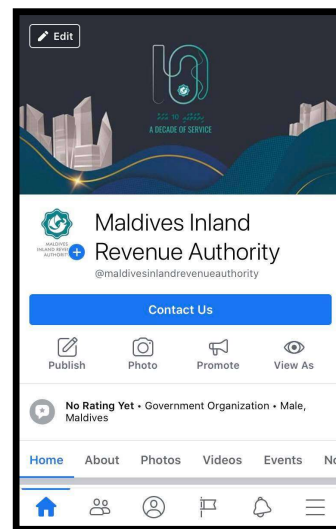 Edit
A DECADE OF SERVICE
MALDIVES
INLAND REVENUE
AUTHORITY
Maldives Inland
Revenue Authority
@maldivesinlandrevenueauthority
Contact Us
Publish
Photo
Promote
View As
No Rating Yet • Government Organization • Male,
Maldives
Home About Photos Videos Events No